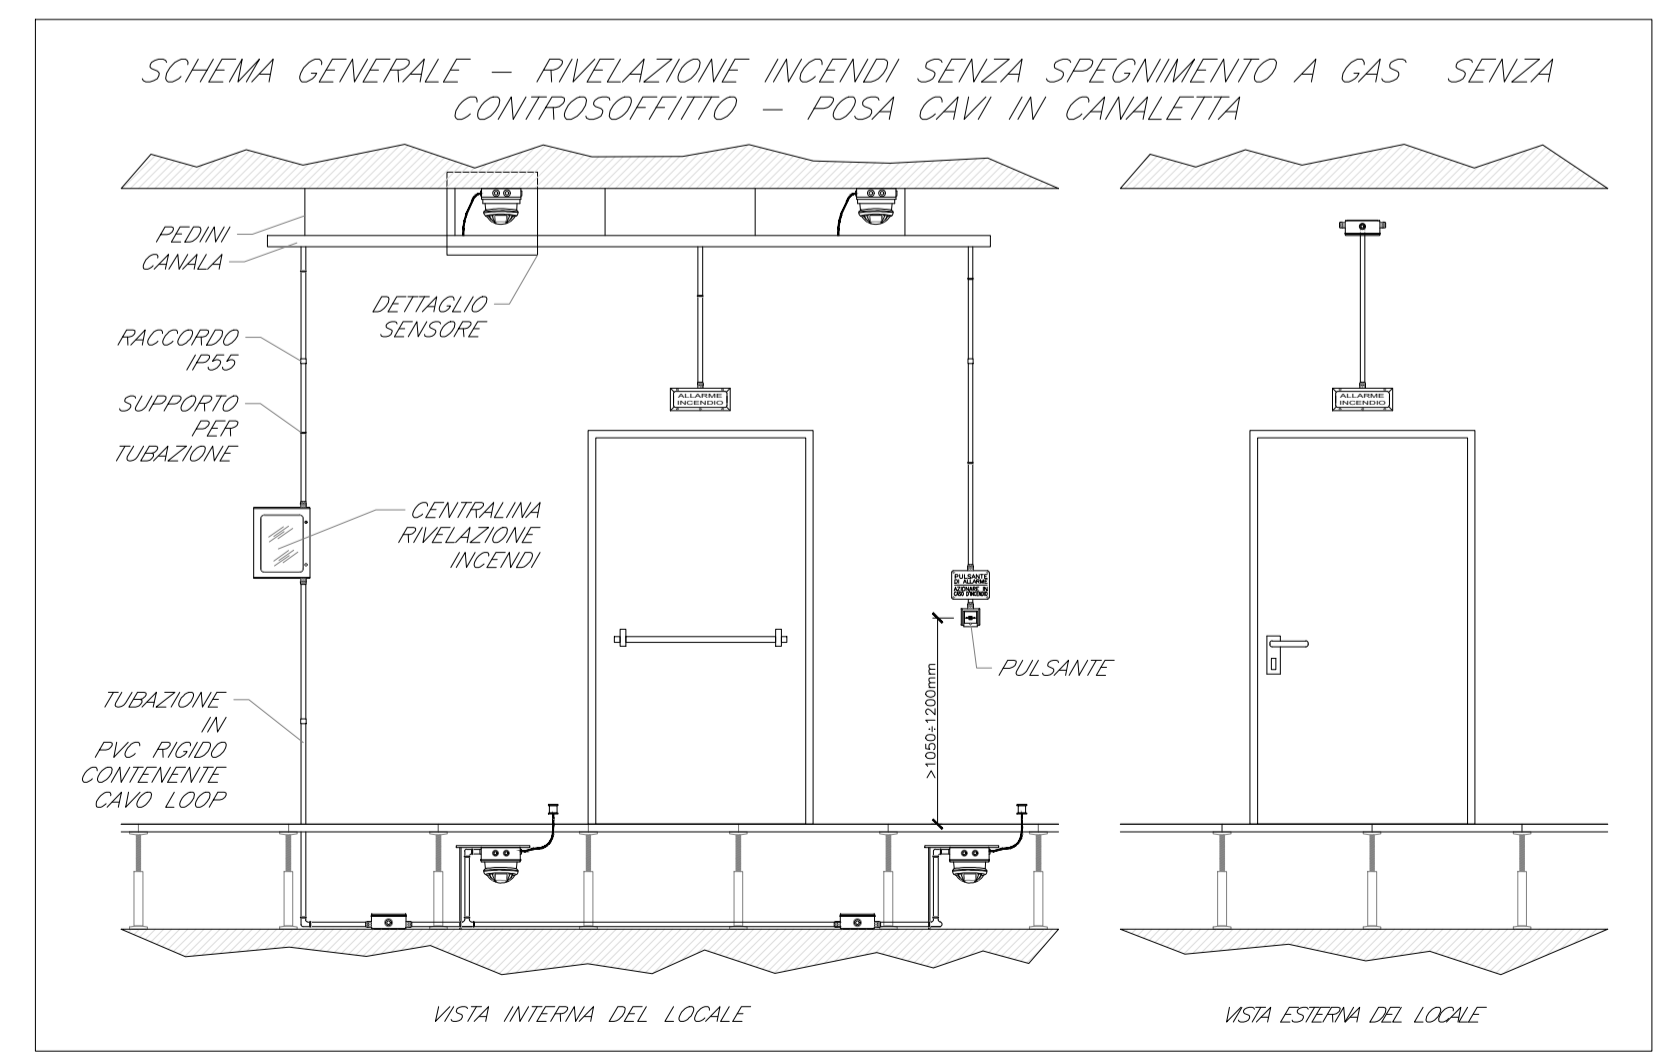 SCHEMA GENERALE – RIVELAZIONE INCENDI SENZA SPEGNIMENTO A GAS SENZA
CONTROSOFFITTO – POSA CAVI IN CANALETTA
PEDINI
CANALA
DETTAGLIO
SENSORE
RACCORDO
IP55
SUPPORTO
PER
TUBAZIONE
ALLARME
INCENDIO
ALLARME
INCENDIO
CENTRALINA
RIVELAZIONE
INCENDI
PULSANTE
DI ALLARME
AZIONARE IN
CASO D'INCENDIO
PULSANTE
>1050÷1200mm
TUBAZIONE
IN
PVC RIGIDO
CONTENENTE
CAVO LOOP
VISTA INTERNA DEL LOCALE
VISTA ESTERNA DEL LOCALE